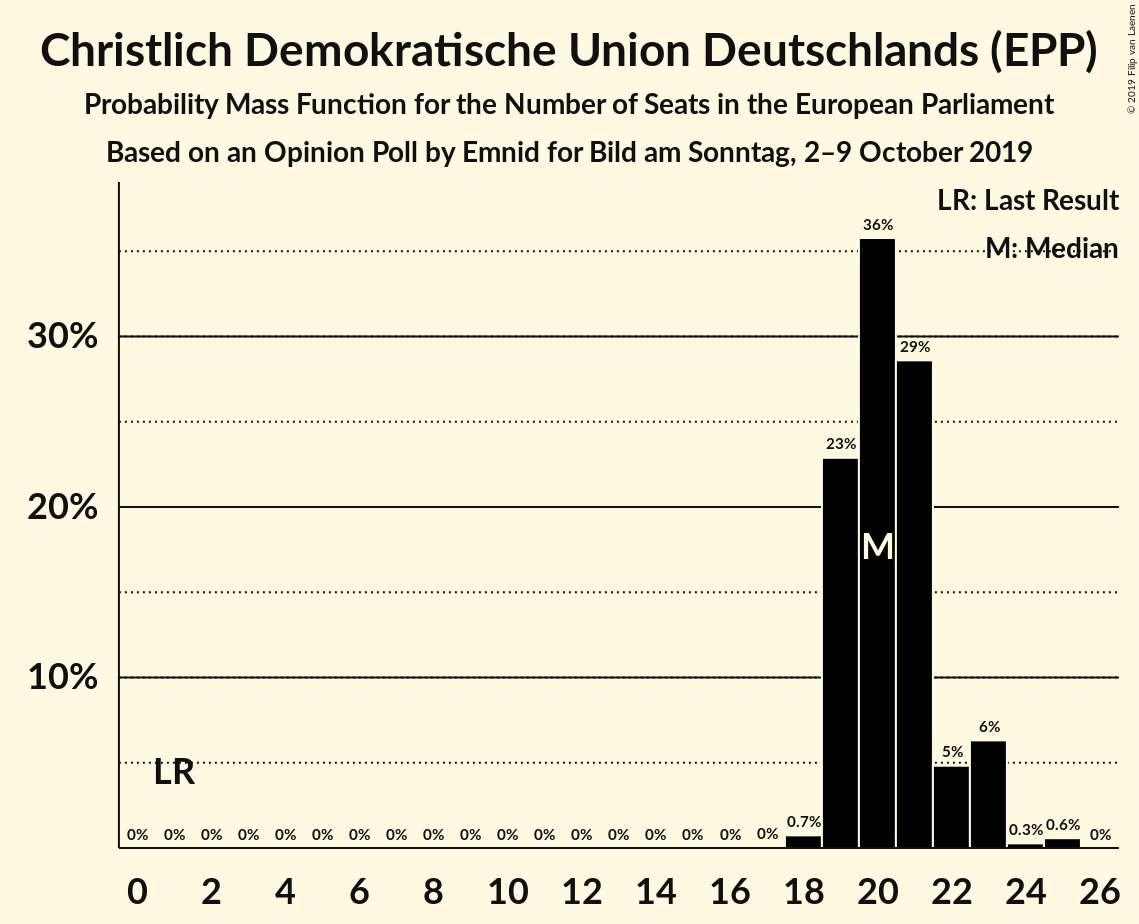 Christlich Demokratische Union Deutschlands (EPP)
Probability Mass Function for the Number of Seats in the European Parliament
Based on an Opinion Poll by Emnid for Bild am Sonntag, 2–9 October 2019
© 2019 Filip van Laenen
LR: Last Result
M: Median
36%
30%
29%
23%
20%
M
10%
6%
5%
LR
0% 0% 0% 0% 0% 0% 0% 0% 0% 0% 0% 0% 0% 0% 0% 0% 0% 0% 0.7% 0.3% 0.6% 0%
0 2 4 6 8 10 12 14 16 18 20 22 24 26